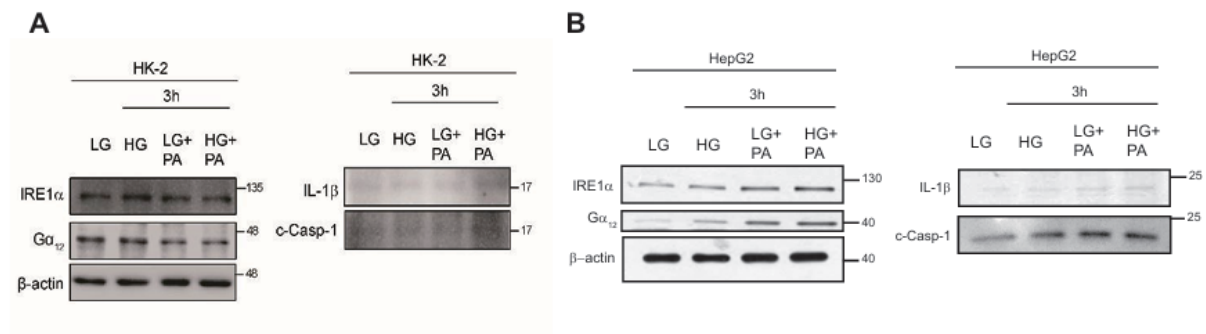 A
HK-2
3h
LG HG LG+ PA HG+ PA
IRE1α 135
Gα12 48
β-actin 48
HK-2
3h
LG HG LG+ PA HG+ PA
IL-1β 17
c-Casp-1 17
B
HepG2
3h
LG HG LG+ PA HG+ PA
IRE1α 130
Gα12 40
β-actin 40
HepG2
3h
LG HG LG+ PA HG+ PA
IL-1β 25
c-Casp-1 25